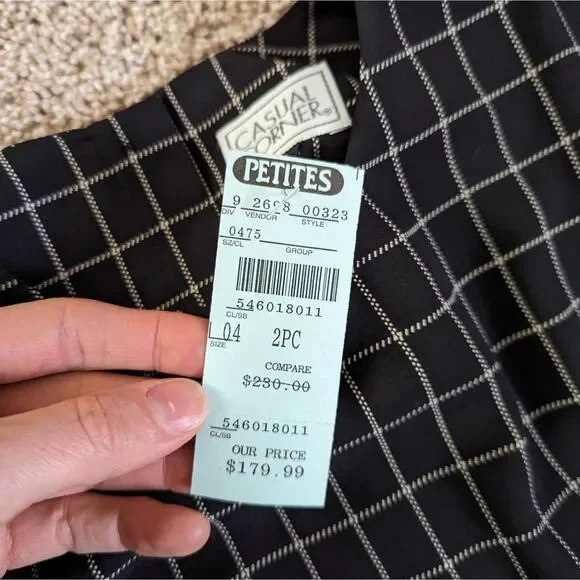 CASUAL
CORNER®
PETITES
9 2698 00323
DIV VENDOR STYLE
0475
SZ/CL GROUP
546018011
CL/SB
04 2PC
SIZE
COMPARE
$230.00
546018011
CL/SB
OUR PRICE
$179.99